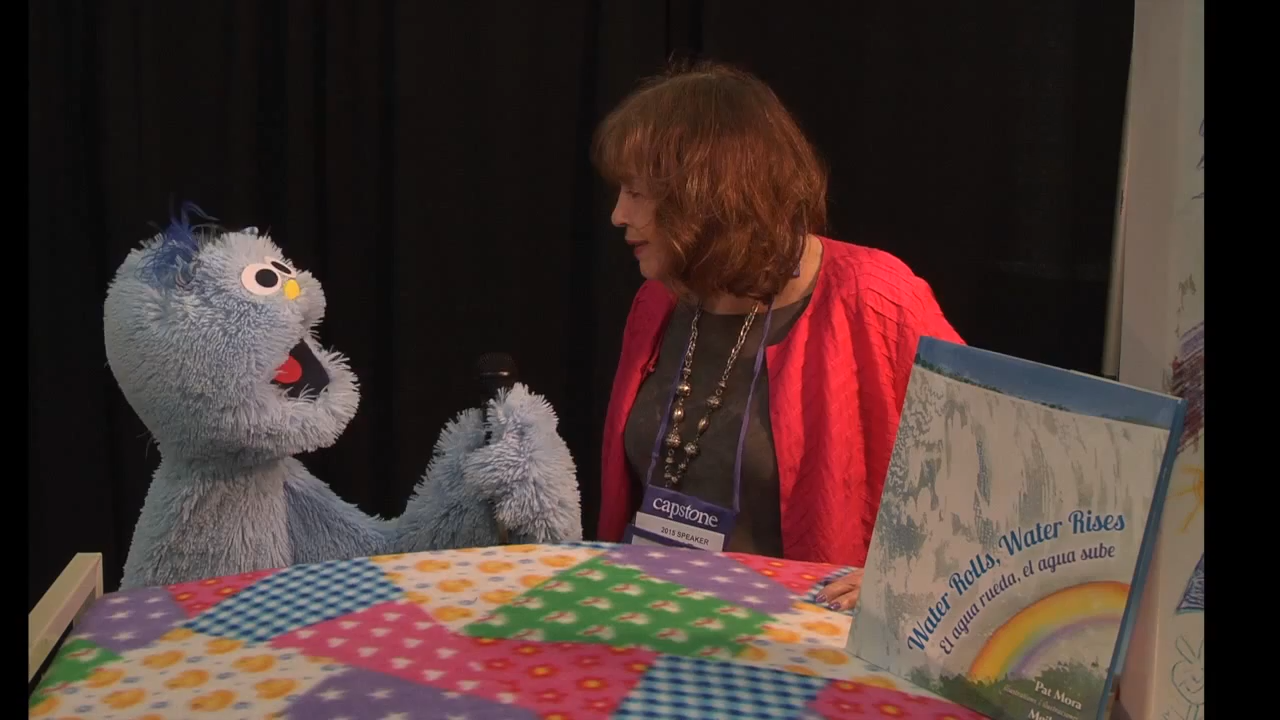 capstone
2015 SPEAKER
Water Rolls, Water Rises
El agua rueda, el agua sube
Pat Mora